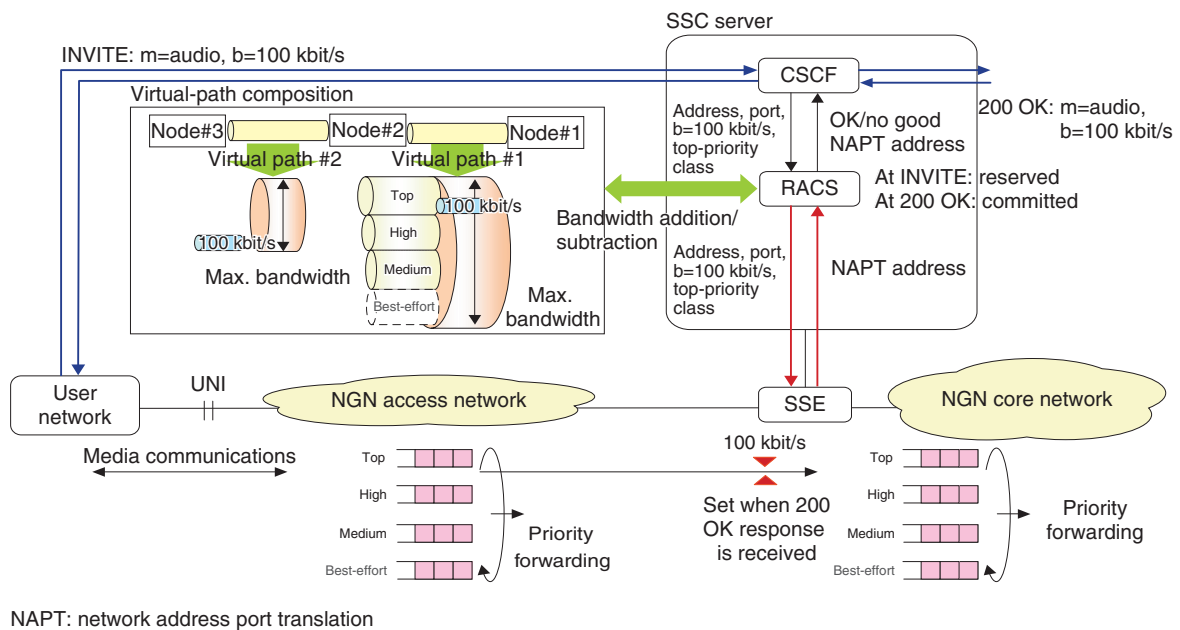 SSC server
INVITE: m=audio, b=100 kbit/s
CSCF
Virtual-path composition
Node#3
Node#2
Node#1
Virtual path #2
Virtual path #1
Address, port,
b=100 kbit/s,
top-priority
class
OK/no good
NAPT address
200 OK: m=audio,
b=100 kbit/s
RACS
At INVITE: reserved
At 200 OK: committed
Top
100 kbit/s
High
100 kbit/s
Medium
Max. bandwidth
Best-effort
Max.
bandwidth
Bandwidth addition/
subtraction
Address, port,
b=100 kbit/s,
top-priority
class
NAPT address
User
network
UNI
NGN access network
SSE
NGN core network
Media communications
Top
High
Medium
Best-effort
Priority
forwarding
100 kbit/s
Set when 200
OK response
is received
Top
High
Medium
Best-effort
Priority
forwarding
NAPT: network address port translation